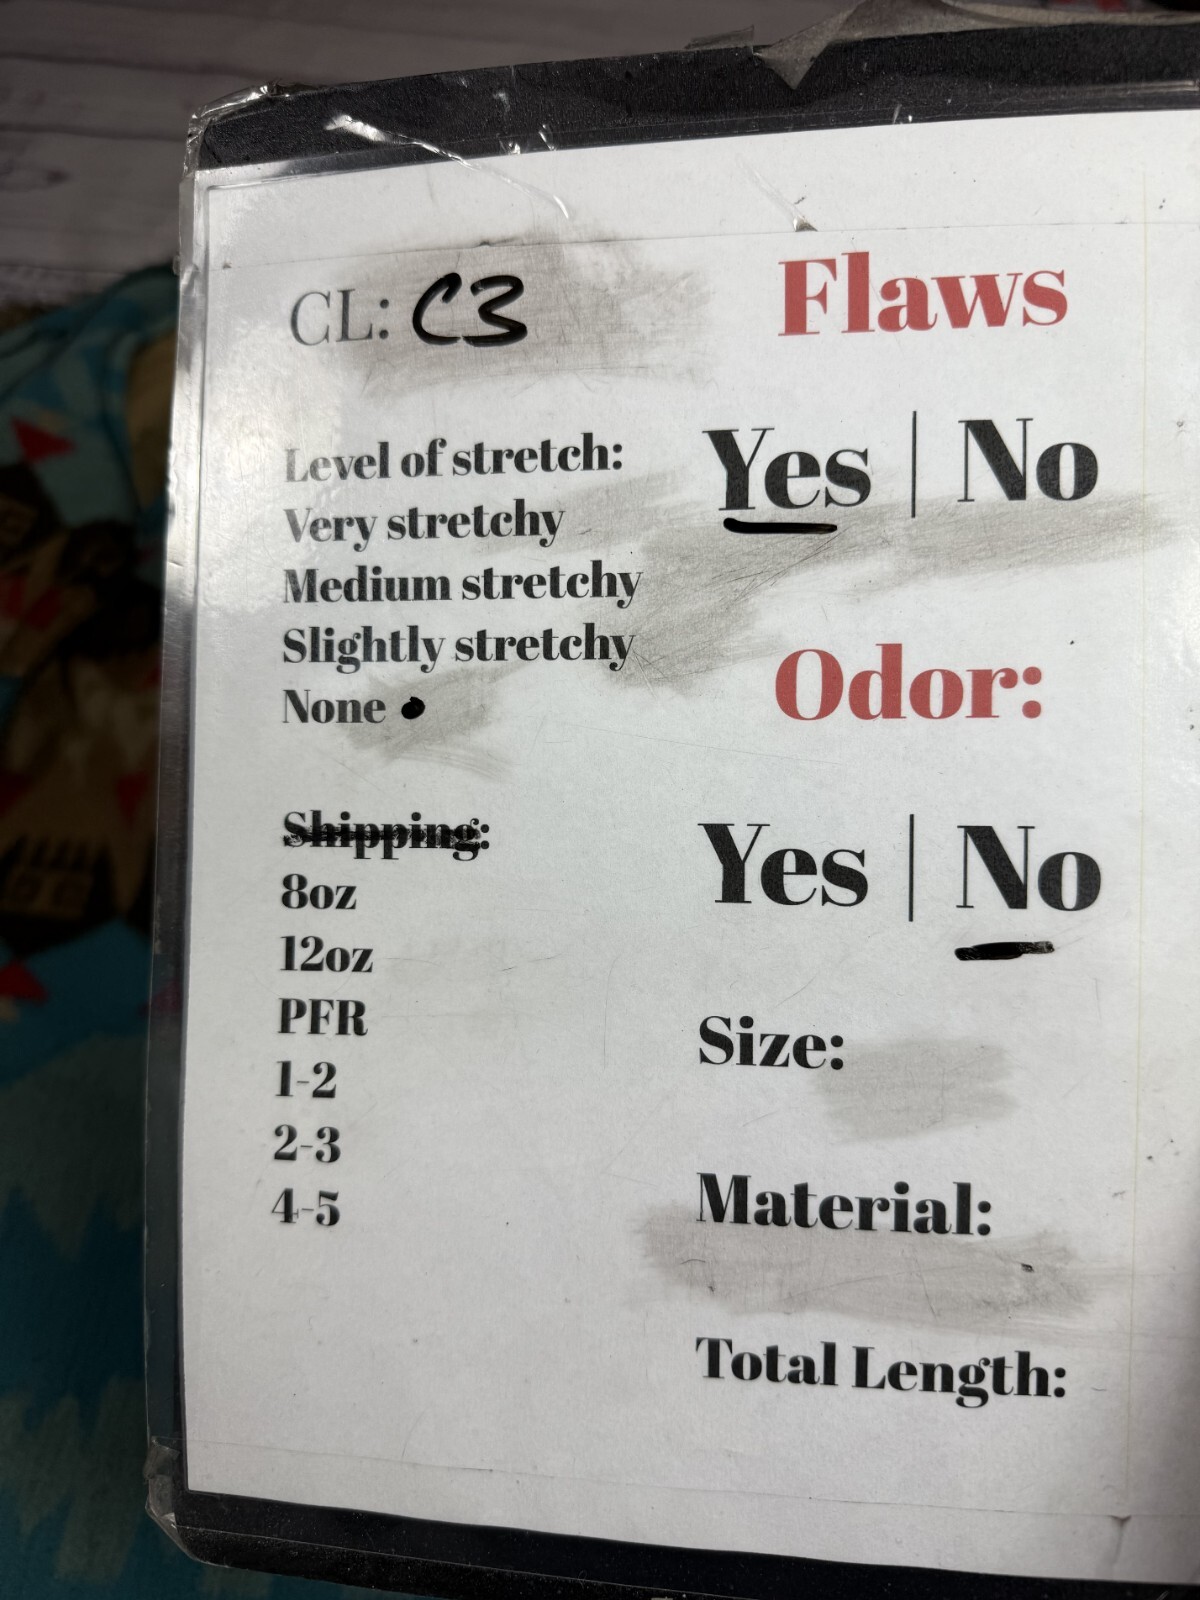 CL: C3
Level of stretch:
Very stretchy
Medium stretchy
Slightly stretchy
None
Shipping:
8oz
12oz
PFR
1-2
2-3
4-5
Flaws
Yes | No
Odor:
Yes | No
Size:
Material:
Total Length: